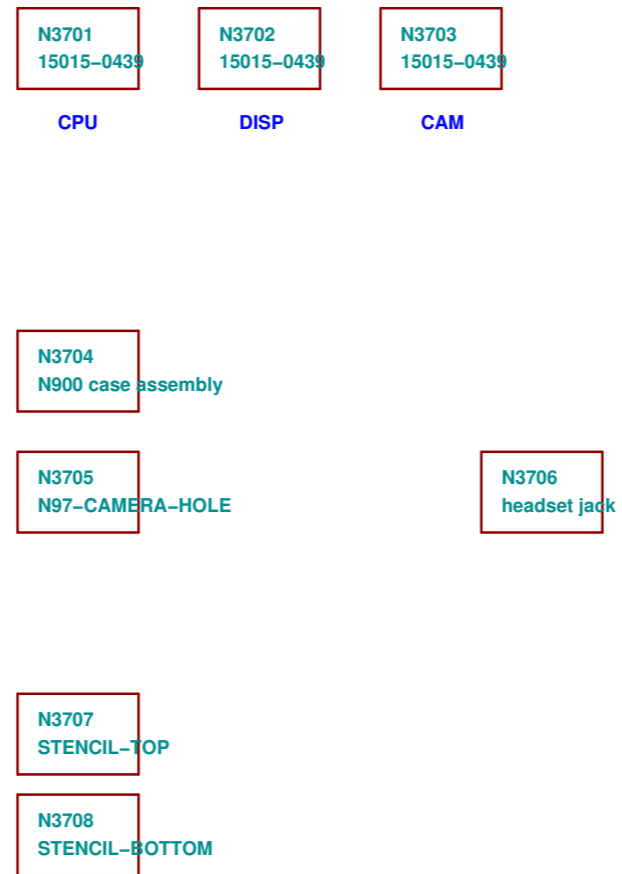 N3701
15015-0439
CPU
N3702
15015-0439
DISP
N3703
15015-0439
CAM
N3704
N900 case assembly
N3705
N97-CAMERA-HOLE
N3706
headset jack
N3707
STENCIL-TOP
N3708
STENCIL-BOTTOM